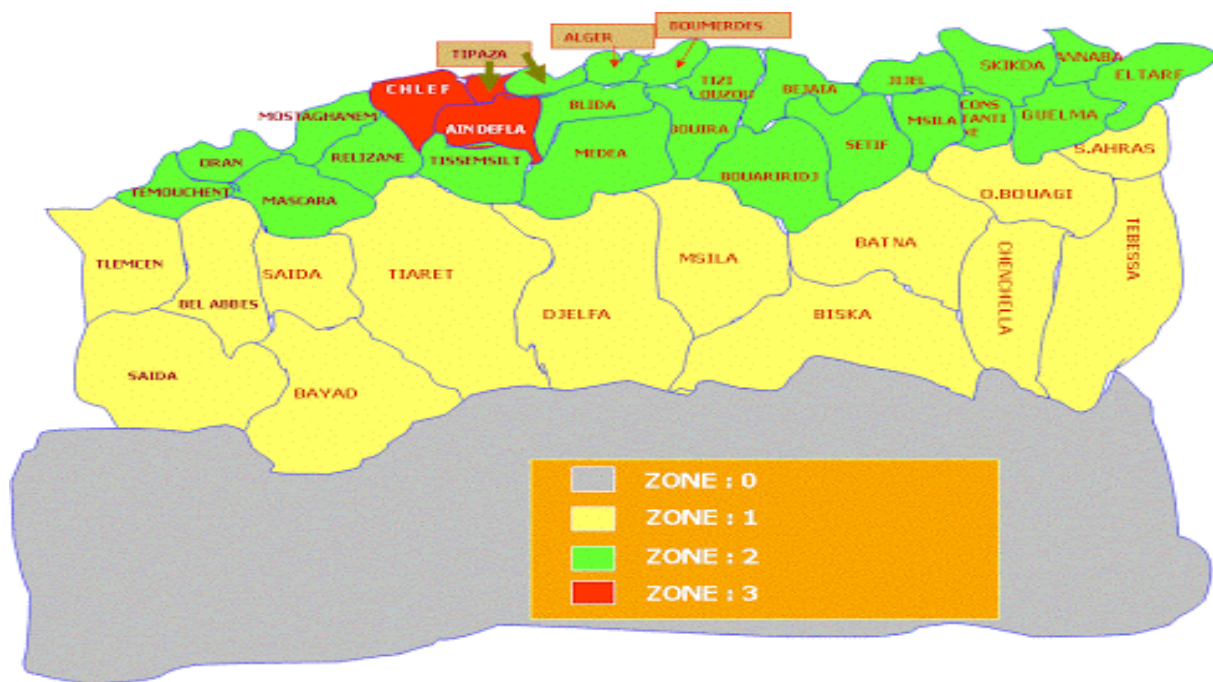 BOUMERDES
ALGER
TIPAZA
ANNABA
SKIKDA
ELTARF
CHLEF
TIZI
OUZOU
BEJAIA
JIJEL
MOSTAGHANEM
BLIDA
CONS
TANTI
NE
GUELMA
AIN DEFLA
BOUIRA
MSILA
SETIF
S.AHRAS
ORAN
RELIZANE
TISSEMSILT
MEDEA
BOUARIRIDJ
TEMOUCHENT
MASCARA
O.BOUAGI
TEBESSA
TLEMCEN
SAIDA
TIARET
MSILA
BATNA
CHENCHELLA
BEL ABBES
DJELFA
BISKA
SAIDA
BAYAD
ZONE : 0
ZONE : 1
ZONE : 2
ZONE : 3